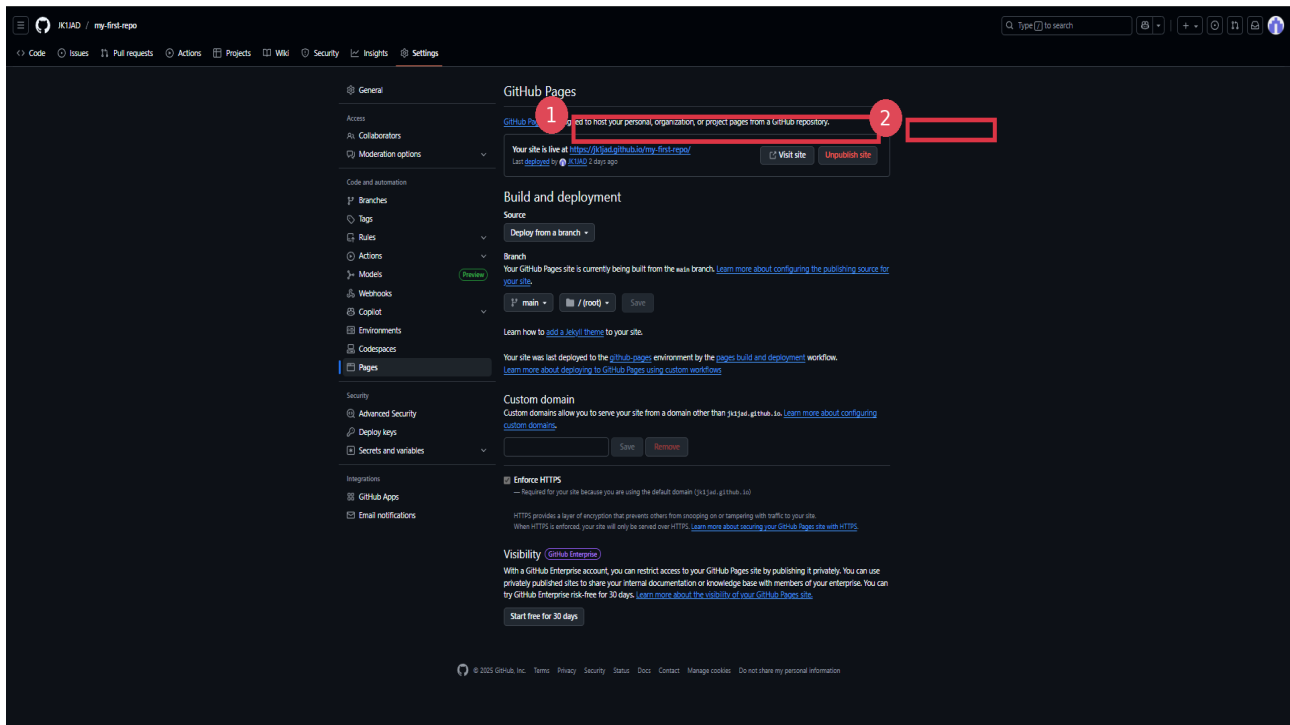 JK1JAD / my-first-repo
Type / to search
Code Issues Pull requests Actions Projects Wiki Security Insights Settings
General
Access
Collaborators
Moderation options
Code and automation
Branches
Tags
Rules
Actions
Models Preview
Webhooks
Copilot
Environments
Codespaces
Pages
Security
Advanced Security
Deploy keys
Secrets and variables
Integrations
GitHub Apps
Email notifications
GitHub Pages
1
2
GitHub Pa ed to host your personal, organization, or project pages from a GitHub repository.
Your site is live at https://jk1jad.github.io/my-first-repo/
Last deployed by JK1JAD 2 days ago
Visit site Unpublish site
Build and deployment
Source
Deploy from a branch
Branch
Your GitHub Pages site is currently being built from the main branch. Learn more about configuring the publishing source for
your site.
main / (root) Save
Learn how to add a Jekyll theme to your site.
Your site was last deployed to the github-pages environment by the pages build and deployment workflow.
Learn more about deploying to GitHub Pages using custom workflows
Custom domain
Custom domains allow you to serve your site from a domain other than jk1jad.github.io. Learn more about configuring
custom domains.
Save Remove
Enforce HTTPS
— Required for your site because you are using the default domain (jk1jad.github.io)
HTTPS provides a layer of encryption that prevents others from snooping on or tampering with traffic to your site.
When HTTPS is enforced, your site will only be served over HTTPS. Learn more about securing your GitHub Pages site with HTTPS.
Visibility GitHub Enterprise
With a GitHub Enterprise account, you can restrict access to your GitHub Pages site by publishing it privately. You can use
privately published sites to share your internal documentation or knowledge base with members of your enterprise. You can
try GitHub Enterprise risk-free for 30 days. Learn more about the visibility of your GitHub Pages site.
Start free for 30 days
© 2025 GitHub, Inc. Terms Privacy Security Status Docs Contact Manage cookies Do not share my personal information